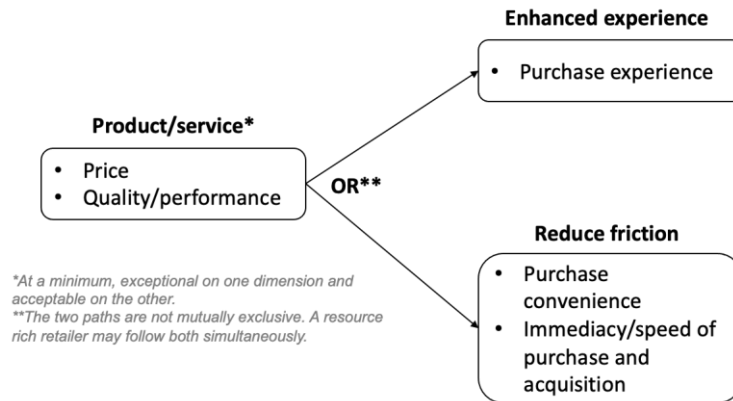 Enhanced experience
• Purchase experience
Product/service*
• Price
• Quality/performance
OR**
Reduce friction
• Purchase
convenience
• Immediacy/speed of
purchase and
acquisition
*At a minimum, exceptional on one dimension and
acceptable on the other.
**The two paths are not mutually exclusive. A resource
rich retailer may follow both simultaneously.